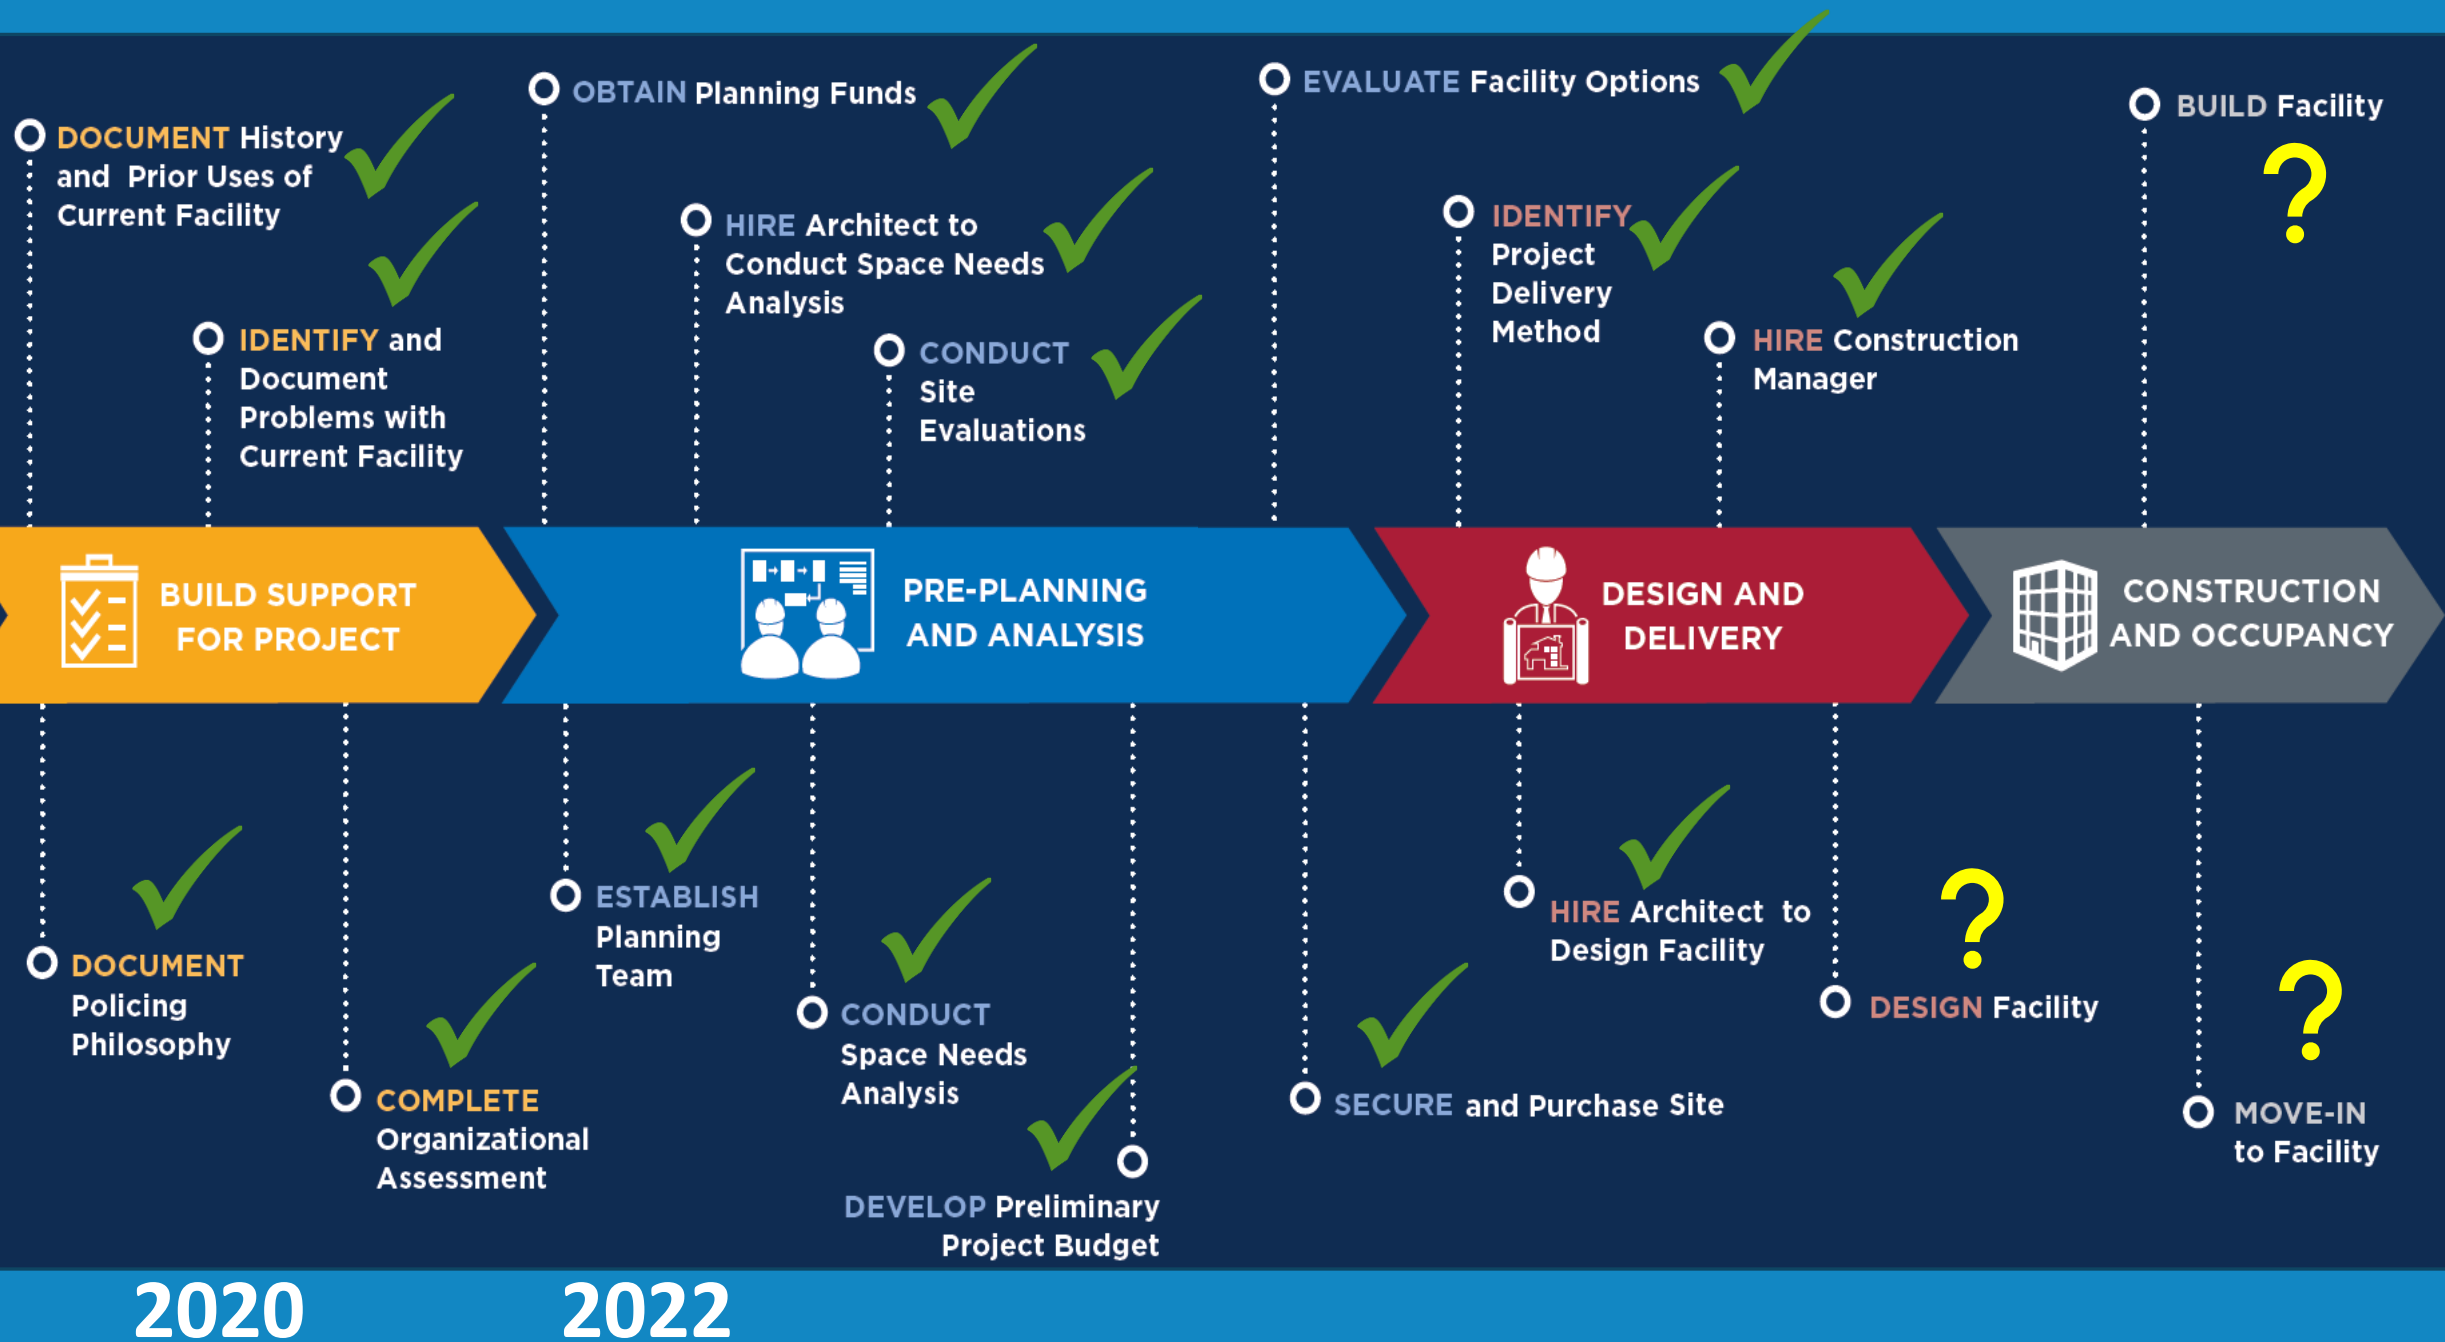 DOCUMENT History
and Prior Uses of
Current Facility
IDENTIFY and
Document
Problems with
Current Facility
OBTAIN Planning Funds
HIRE Architect to
Conduct Space Needs
Analysis
CONDUCT
Site
Evaluations
EVALUATE Facility Options
IDENTIFY
Project
Delivery
Method
HIRE Construction
Manager
BUILD Facility
?
BUILD SUPPORT
FOR PROJECT
PRE-PLANNING
AND ANALYSIS
DESIGN AND
DELIVERY
CONSTRUCTION
AND OCCUPANCY
DOCUMENT
Policing
Philosophy
COMPLETE
Organizational
Assessment
ESTABLISH
Planning
Team
CONDUCT
Space Needs
Analysis
DEVELOP Preliminary
Project Budget
SECURE and Purchase Site
HIRE Architect to
Design Facility
?
DESIGN Facility
?
MOVE-IN
to Facility
2020
2022